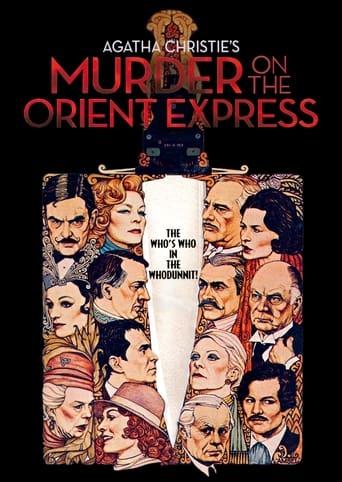 AGATHA CHRISTIE'S
MURDER ON THE
ORIENT EXPRESS
THE
WHO'S WHO
IN
THE
WHODUNNIT!